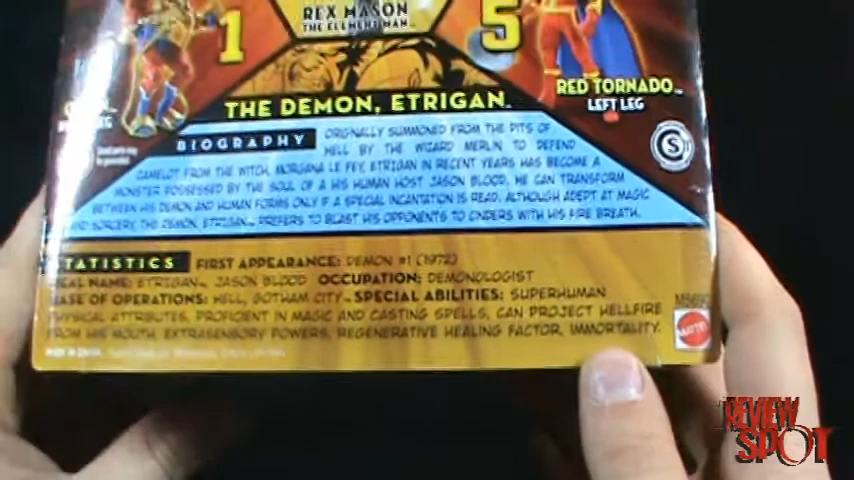 REX MASON
THE ELEMENT MAN
1
5
RED TORNADO™
LEFT LEG
THE DEMON, ETRIGAN™
BIOGRAPHY
ORIGINALLY SUMMONED FROM THE PITS OF
HELL BY THE WIZARD MERLIN TO DEFEND
CAMELOT FROM THE WITCH, MORGANA LE FEY, ETRIGAN IN RECENT YEARS HAS BECOME A
MONSTER POSSESSED BY THE SOUL OF A HIS HUMAN HOST JASON BLOOD. HE CAN TRANSFORM
BETWEEN HIS DEMON AND HUMAN FORMS ONLY IF A SPECIAL INCANTATION IS READ. ALTHOUGH ADEPT AT MAGIC
AND SORCERY, THE DEMON, ETRIGAN™ PREFERS TO BLAST HIS OPPONENTS TO CINDERS WITH HIS FIRE BREATH.
STATISTICS FIRST APPEARANCE: DEMON #1 (1972)
REAL NAME: ETRIGAN™, JASON BLOOD OCCUPATION: DEMONOLOGIST
BASE OF OPERATIONS: HELL, GOTHAM CITY™ SPECIAL ABILITIES: SUPERHUMAN
PHYSICAL ATTRIBUTES, PROFICIENT IN MAGIC AND CASTING SPELLS, CAN PROJECT HELLFIRE
FROM HIS MOUTH, EXTRASENSORY POWERS, REGENERATIVE HEALING FACTOR, IMMORTALITY.
MATTEL
REVIEW
SPOT